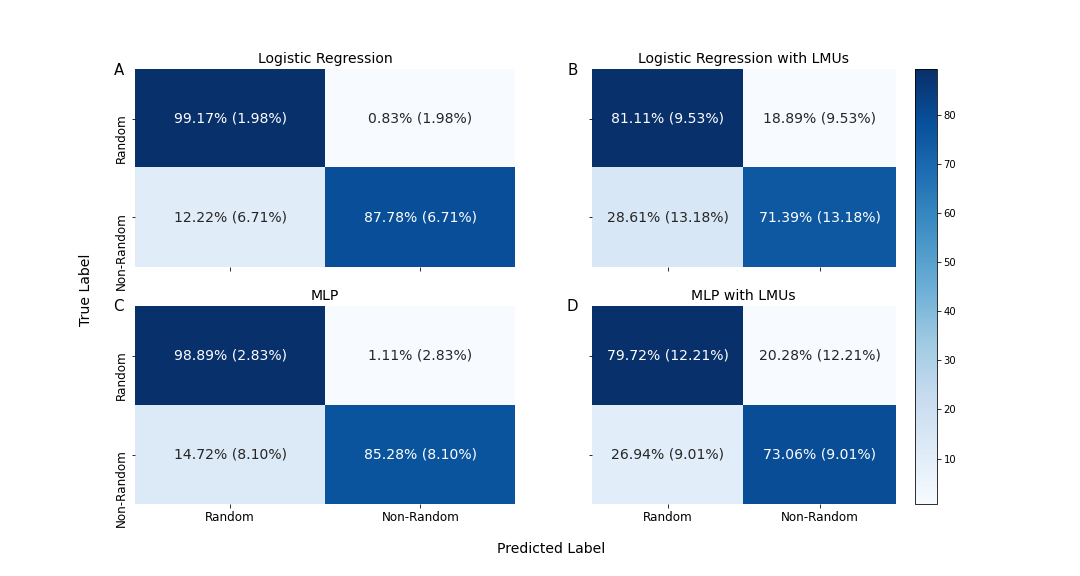 Logistic Regression
Logistic Regression with LMUs
A
B
Random
99.17% (1.98%)
0.83% (1.98%)
81.11% (9.53%)
18.89% (9.53%)
Non-Random
12.22% (6.71%)
87.78% (6.71%)
28.61% (13.18%)
71.39% (13.18%)
80
70
60
50
40
30
20
10
True Label
MLP
MLP with LMUs
C
D
Random
98.89% (2.83%)
1.11% (2.83%)
79.72% (12.21%)
20.28% (12.21%)
Non-Random
14.72% (8.10%)
85.28% (8.10%)
26.94% (9.01%)
73.06% (9.01%)
Random
Non-Random
Random
Non-Random
Predicted Label